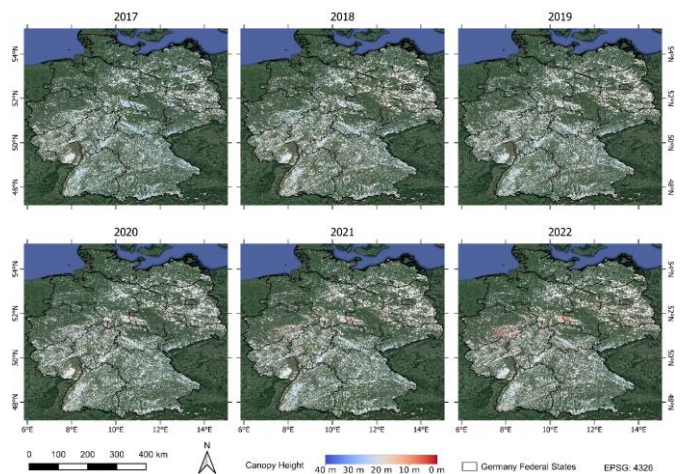 2017 2018 2019
54°N 52°N 50°N 48°N
54°N 52°N 50°N 48°N
2020 2021 2022
54°N 52°N 50°N 48°N
54°N 52°N 50°N 48°N
6°E 8°E 10°E 12°E 14°E 6°E 8°E 10°E 12°E 14°E 6°E 8°E 10°E 12°E 14°E
0 100 200 300 400 km
N
Canopy Height
40 m 30 m 20 m 10 m 0 m
Germany Federal States
EPSG: 4326